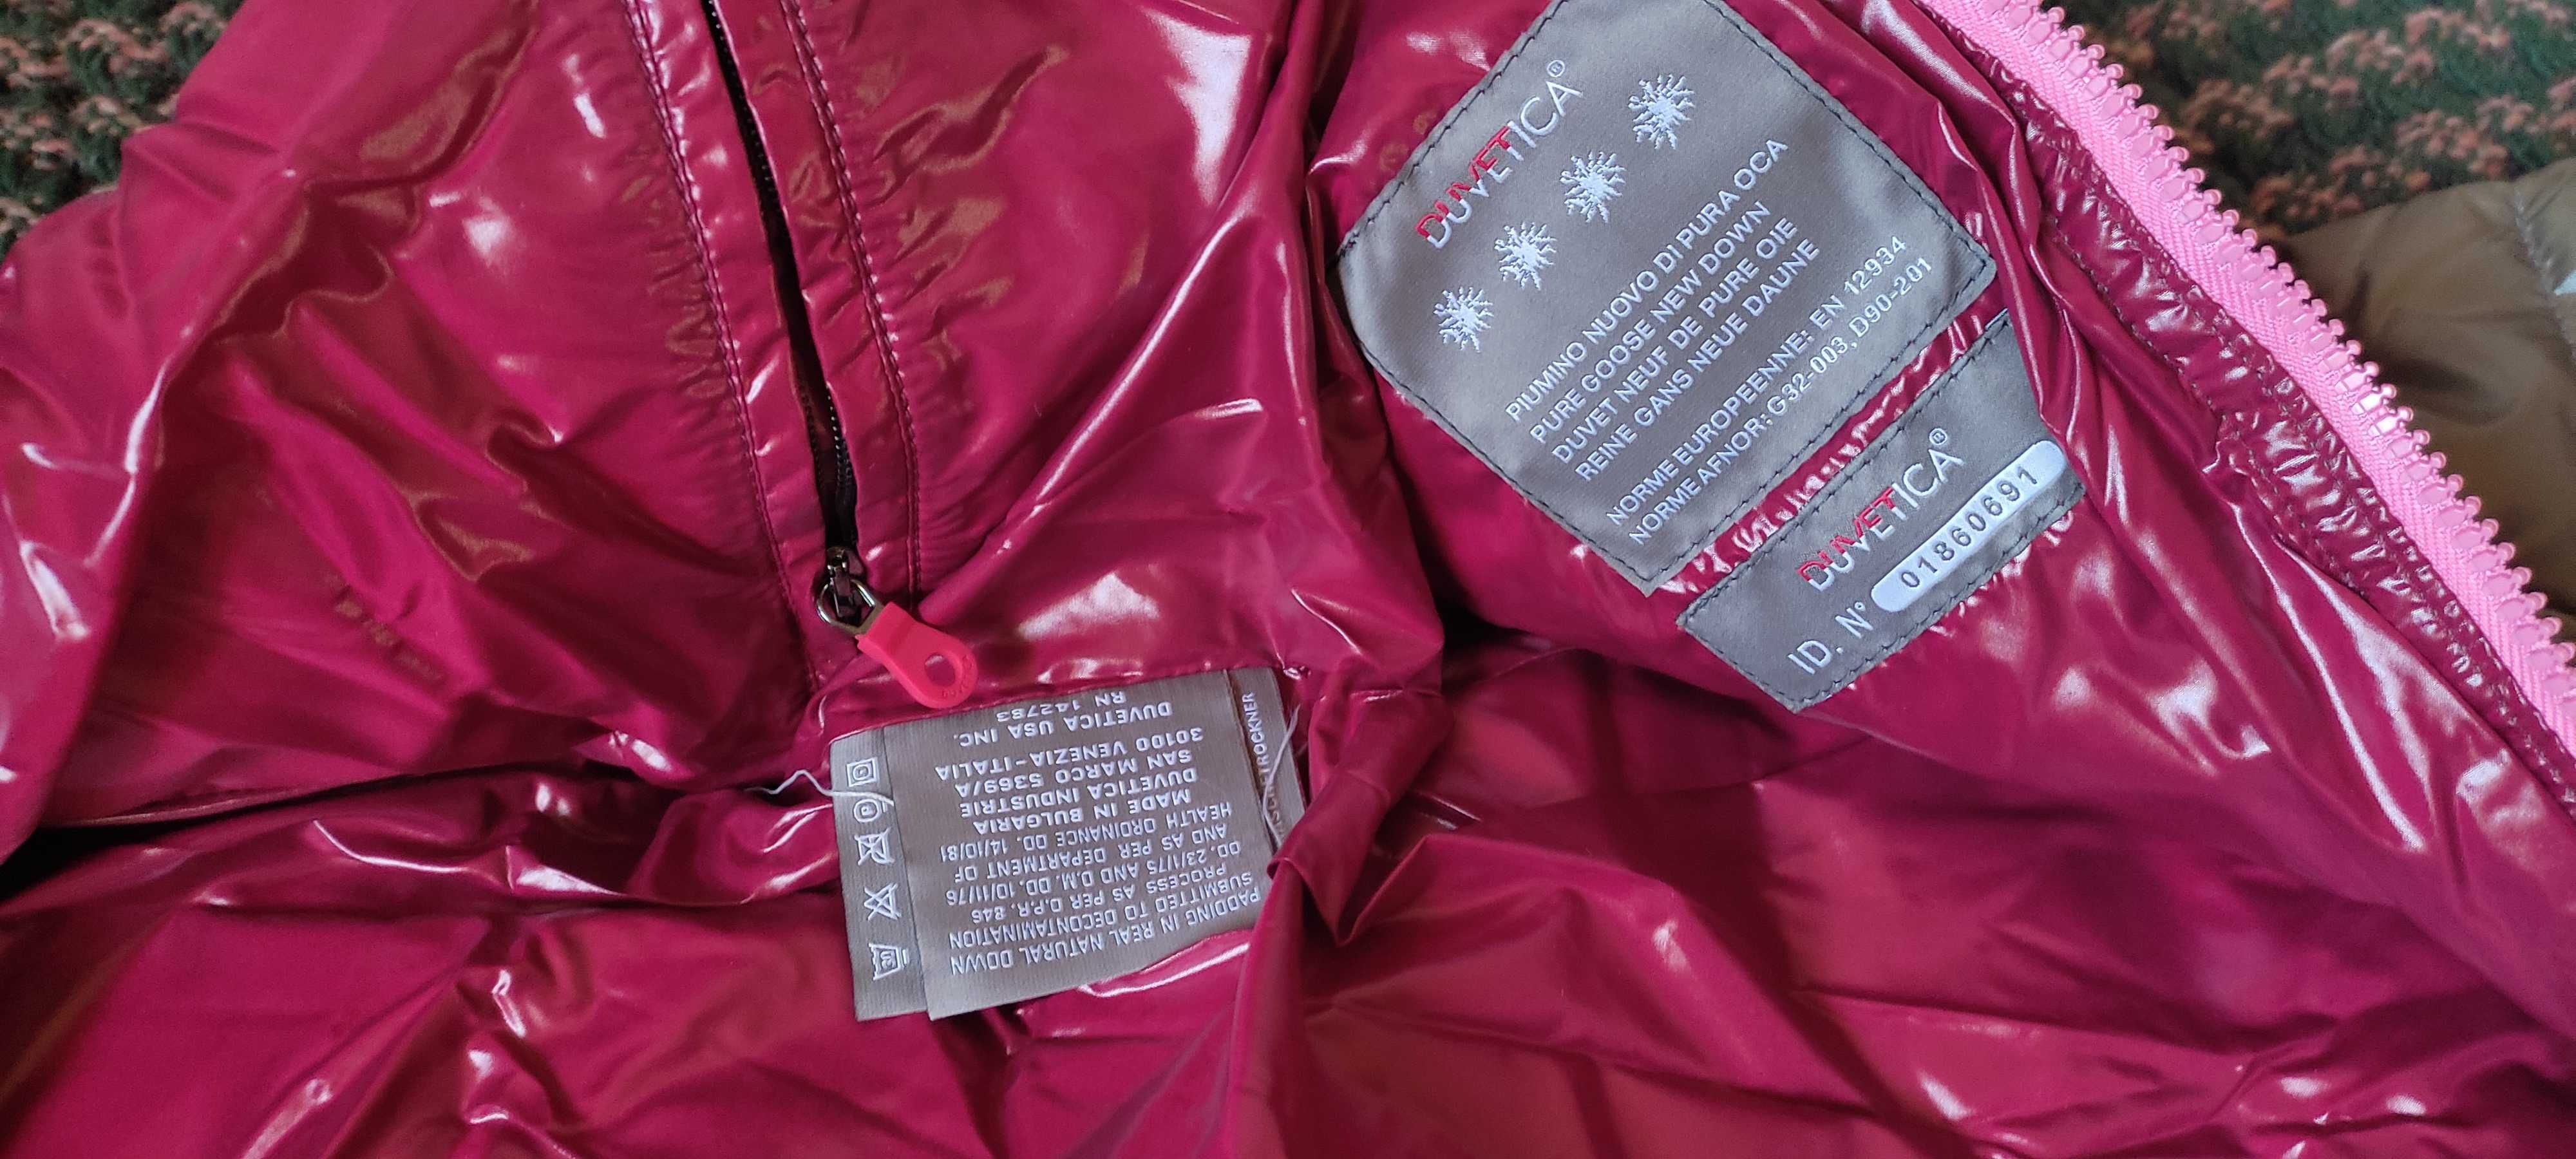 DUVETICA®
PIUMINO NUOVO DI PURA OCA
PURE GOOSE NEW DOWN
DUVET NEUF DE PURE OIE
REINE GANS NEUE DAUNE
NORME EUROPEENNE: EN 12934
NORME AFNOR: G32-003, D90-201
DUVETICA®
ID. N° 01860691
PADDING IN REAL NATURAL DOWN
SUBMITTED TO DECONTAMINATION
PROCESS AS PER D.P.R. 845
DD. 23/1/75 AND D.M. DD. 10/11/76
AND AS PER DEPARTMENT OF
HEALTH ORDINANCE DD. 14/10/81
MADE IN BULGARIA
DUVETICA INDUSTRIE
SAN MARCO 5369/A
30100 VENEZIA-ITALIA
DUVETICA USA INC.
RN 142783
30